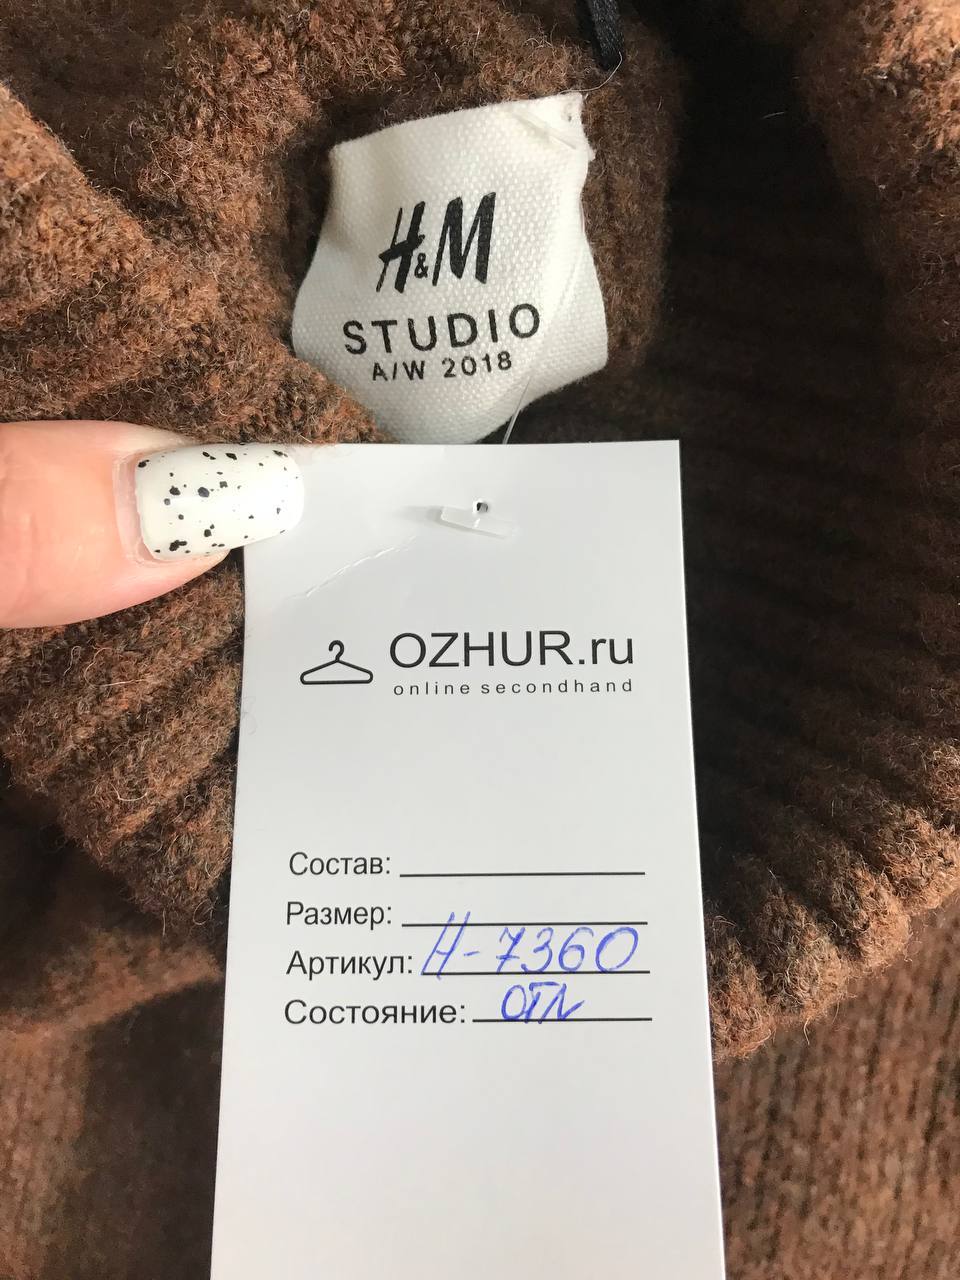 H&M
STUDIO
A/W 2018
OZHUR.ru
online secondhand
Состав:
Размер:
Артикул: Н-7360
Состояние: отл